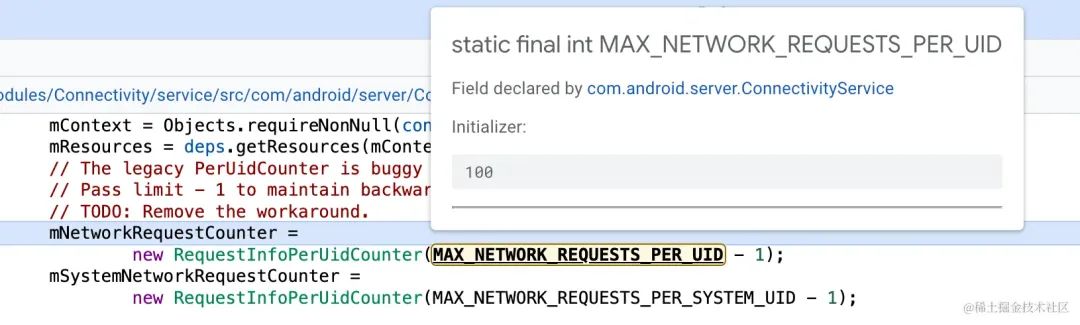 static final int MAX_NETWORK_REQUESTS_PER_UID
Field declared by com.android.server.ConnectivityService
Initializer:
100
odules/Connectivity/service/src/com/android/server/Co
mContext = Objects.requireNonNull(con
mResources = deps.getResources(mConte
// The legacy PerUidCounter is buggy
// Pass limit - 1 to maintain backwar
// TODO: Remove the workaround.
mNetworkRequestCounter =
new RequestInfoPerUidCounter(MAX_NETWORK_REQUESTS_PER_UID - 1);
mSystemNetworkRequestCounter =
new RequestInfoPerUidCounter(MAX_NETWORK_REQUESTS_PER_SYSTEM_UID - 1);
@稀土掘金技术社区